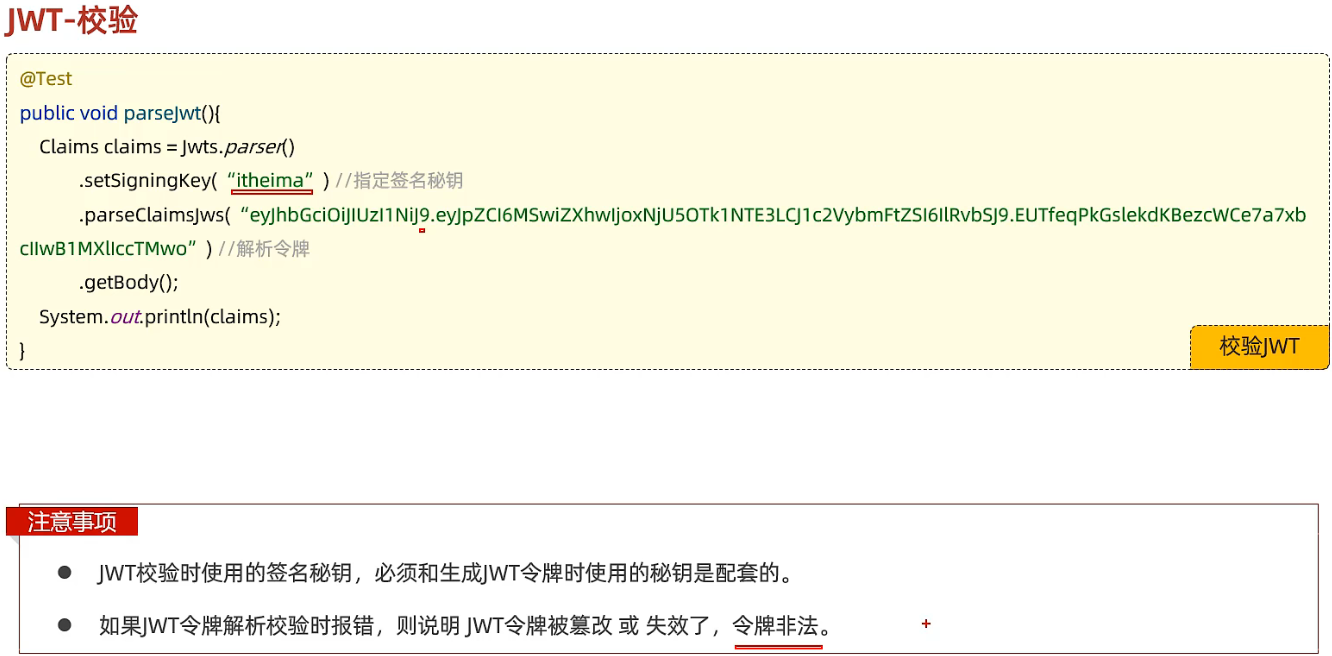 JWT-校验
@Test
public void parseJwt(){
Claims claims = Jwts.parser()
.setSigningKey( “itheima” ) //指定签名秘钥
.parseClaimsJws( “eyJhbGciOiJIUzI1NiJ9.eyJpZCI6MSwiZXhwIjoxNjU5OTk1NTE3LCJ1c2VybmFtZSI6IlRvbSJ9.EUTfeqPkGslekdKBezcWCe7a7xb
cIIwB1MXlIccTMwo” ) //解析令牌
.getBody();
System.out.println(claims);
}
校验JWT
注意事项
● JWT校验时使用的签名秘钥，必须和生成JWT令牌时使用的秘钥是配套的。
● 如果JWT令牌解析校验时报错，则说明 JWT令牌被篡改 或 失效了，令牌非法。